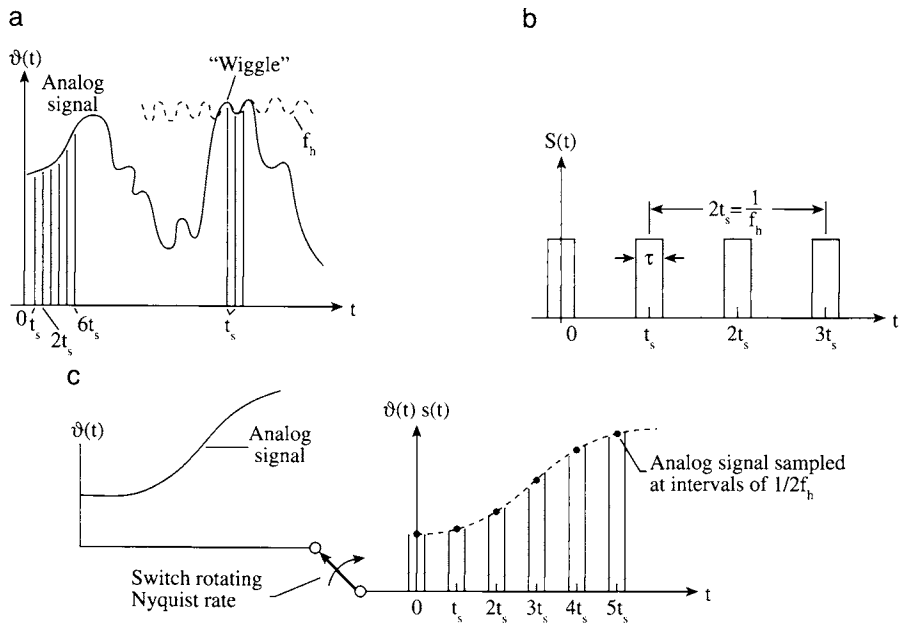 a
ϑ(t)
Analog
signal
“Wiggle”
f_h
0
t_s
2t_s
6t_s
t_s
t
b
S(t)
2t_s = 1/f_h
τ
0
t_s
2t_s
3t_s
t
c
ϑ(t)
Analog
signal
Switch rotating
Nyquist rate
ϑ(t) s(t)
Analog signal sampled
at intervals of 1/2f_h
0
t_s
2t_s
3t_s
4t_s
5t_s
t